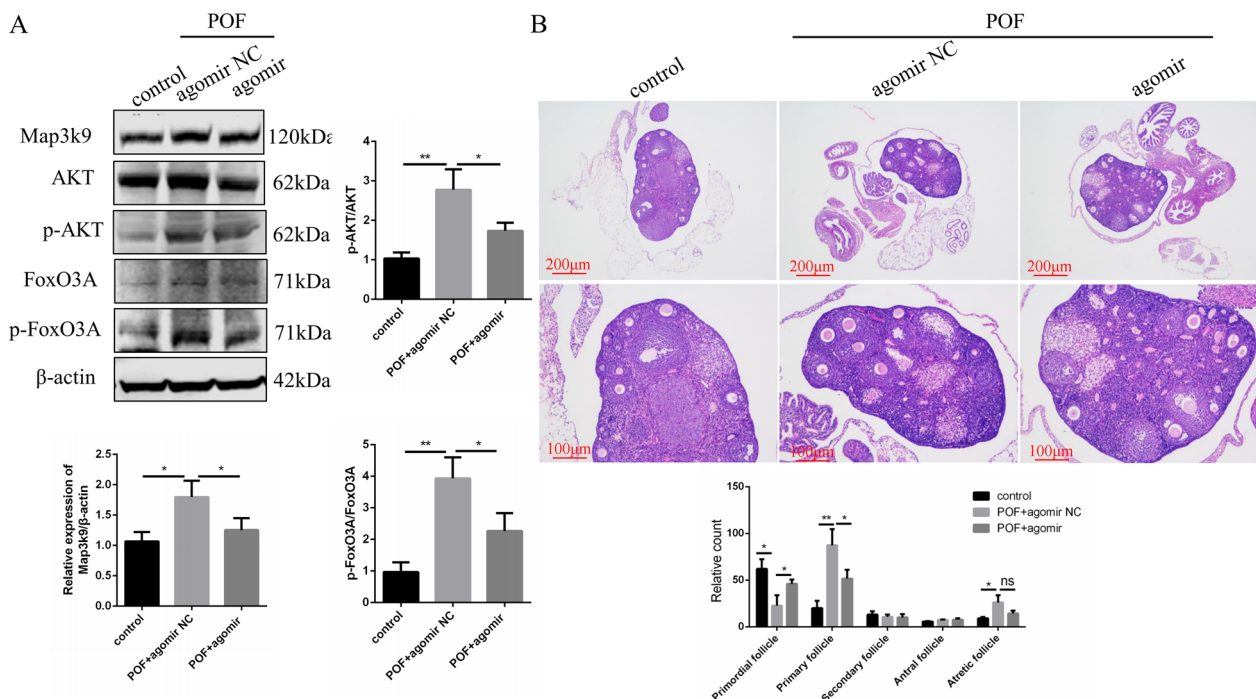 A
POF
control
agomir NC
agomir
Map3k9
120kDa
AKT
62kDa
p-AKT
62kDa
FoxO3A
71kDa
p-FoxO3A
71kDa
β-actin
42kDa
p-AKT/AKT
4
3
2
1
0
**
*
control
POF+agomir NC
POF+agomir
Relative expression of
Map3k9/β-actin
2.5
2.0
1.5
1.0
0.5
0.0
*
*
control
POF+agomir NC
POF+agomir
p-FoxO3A/FoxO3A
5
4
3
2
1
0
**
*
control
POF+agomir NC
POF+agomir
B
POF
control
agomir NC
agomir
200μm
200μm
200μm
100μm
100μm
100μm
Relative count
150
100
50
0
control
POF+agomir NC
POF+agomir
*
*
**
*
*
ns
Primordial follicle
Primary follicle
Secondary follicle
Antral follicle
Atretic follicle